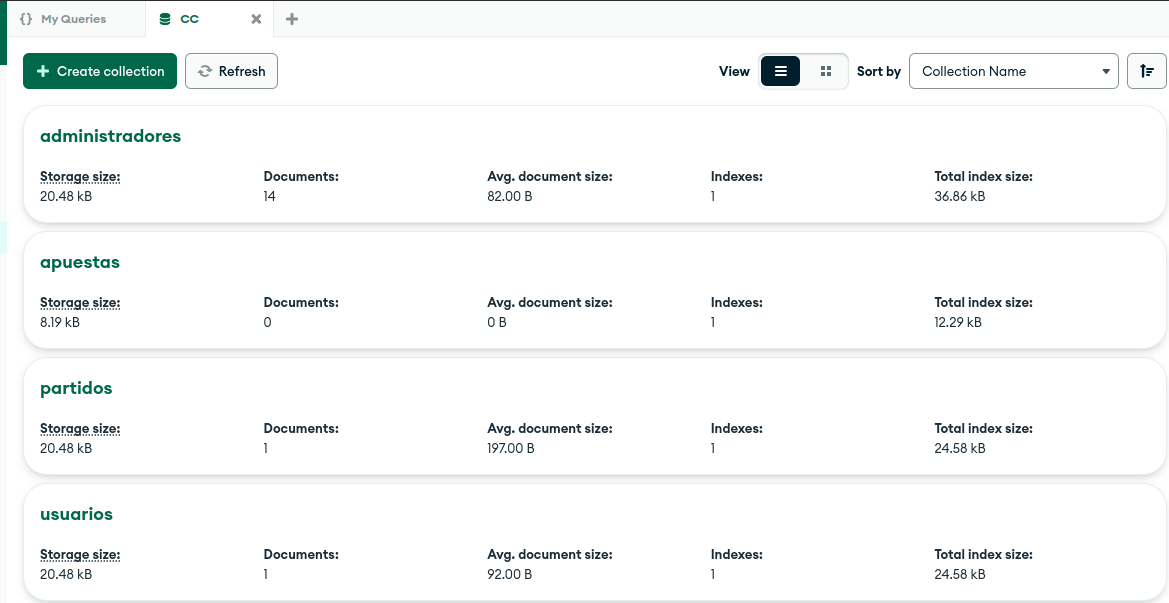 {} My Queries CC
Create collection Refresh View Sort by Collection Name
administradores
Storage size: Documents: Avg. document size: Indexes: Total index size:
20.48 kB 14 82.00 B 1 36.86 kB
apuestas
Storage size: Documents: Avg. document size: Indexes: Total index size:
8.19 kB 0 0 B 1 12.29 kB
partidos
Storage size: Documents: Avg. document size: Indexes: Total index size:
20.48 kB 1 197.00 B 1 24.58 kB
usuarios
Storage size: Documents: Avg. document size: Indexes: Total index size:
20.48 kB 1 92.00 B 1 24.58 kB